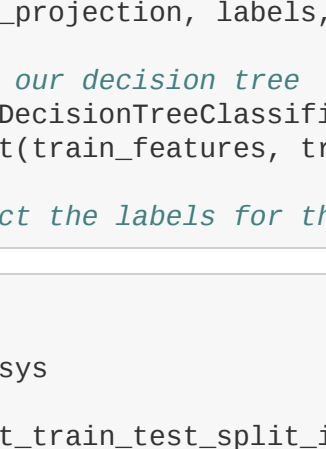 _projection, labels,
our decision tree
DecisionTreeClassifi
t(train_features, tr
ct the labels for th
sys
t_train_test_split_i